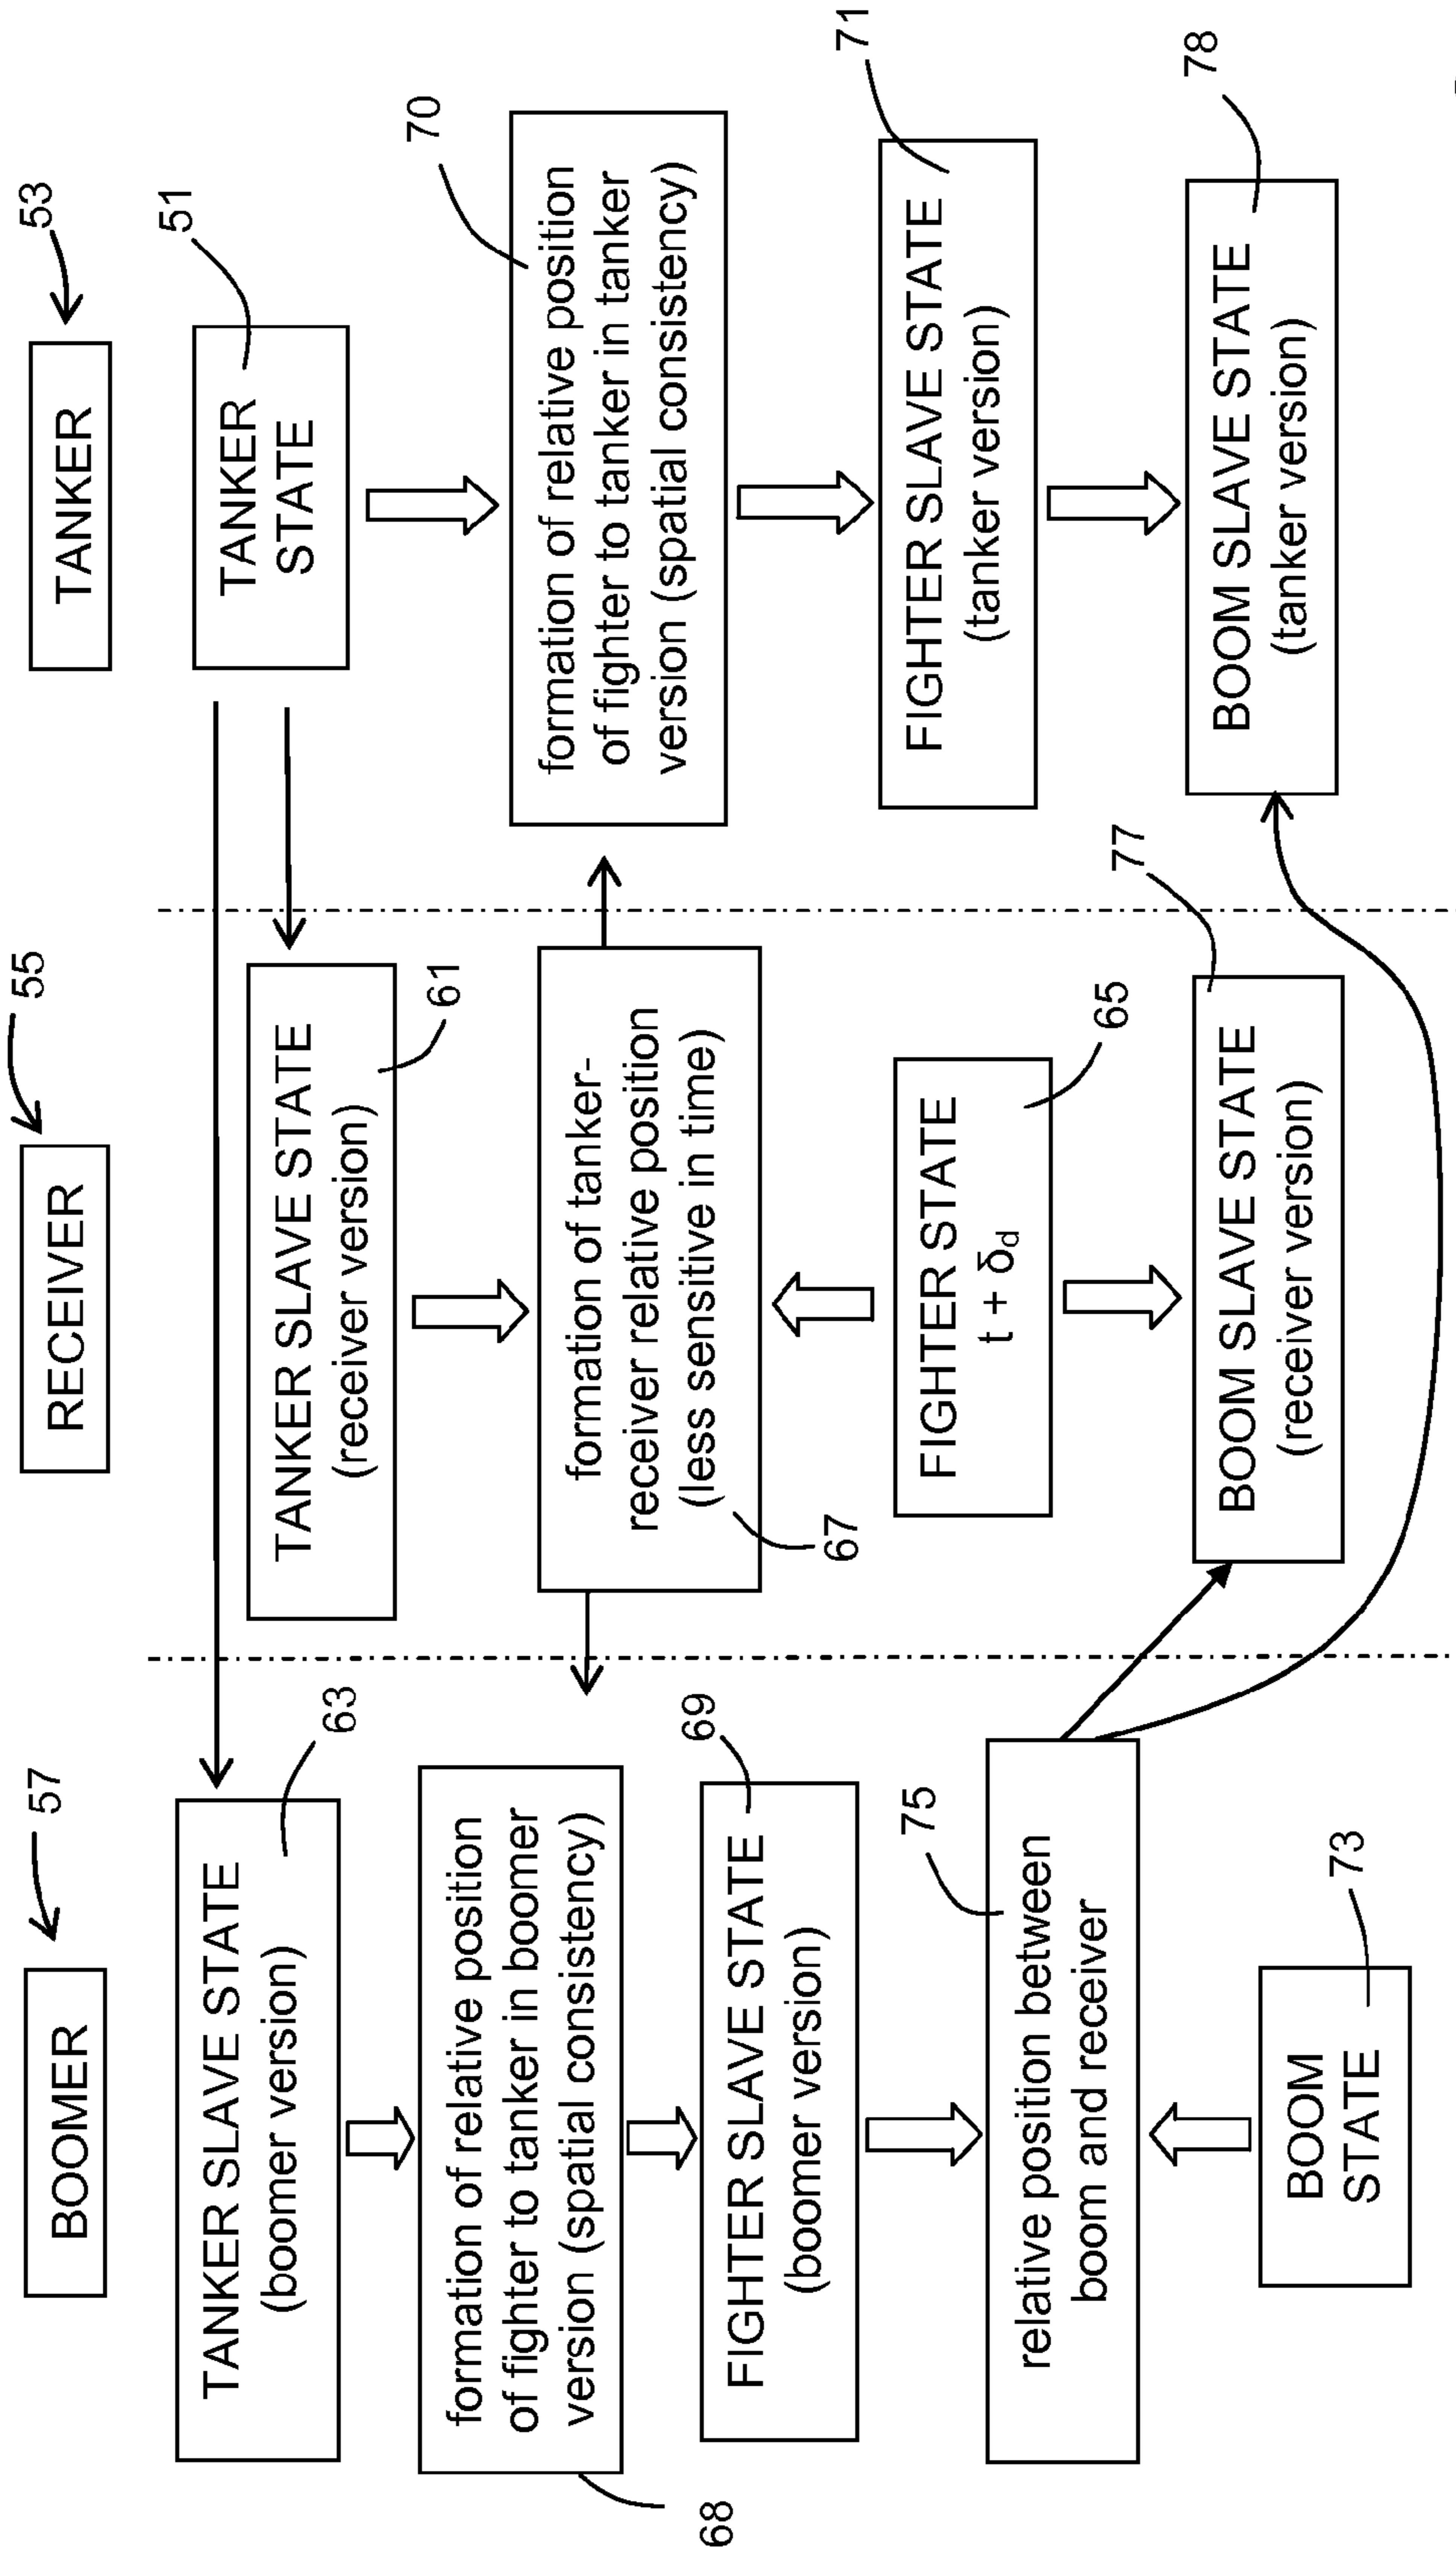 BOOMER
57
TANKER SLAVE STATE
(boomer version)
63
formation of relative position
of fighter to tanker in boomer
version (spatial consistency)
68
FIGHTER SLAVE STATE
(boomer version)
69
relative position between
boom and receiver
75
BOOM
STATE
73
RECEIVER
55
TANKER SLAVE STATE
(receiver version)
61
formation of tanker-
receiver relative position
(less sensitive in time)
67
FIGHTER STATE
t + δd
65
BOOM SLAVE STATE
(receiver version)
77
TANKER
53
TANKER
STATE
51
formation of relative position
of fighter to tanker in tanker
version (spatial consistency)
70
FIGHTER SLAVE STATE
(tanker version)
71
BOOM SLAVE STATE
(tanker version)
78